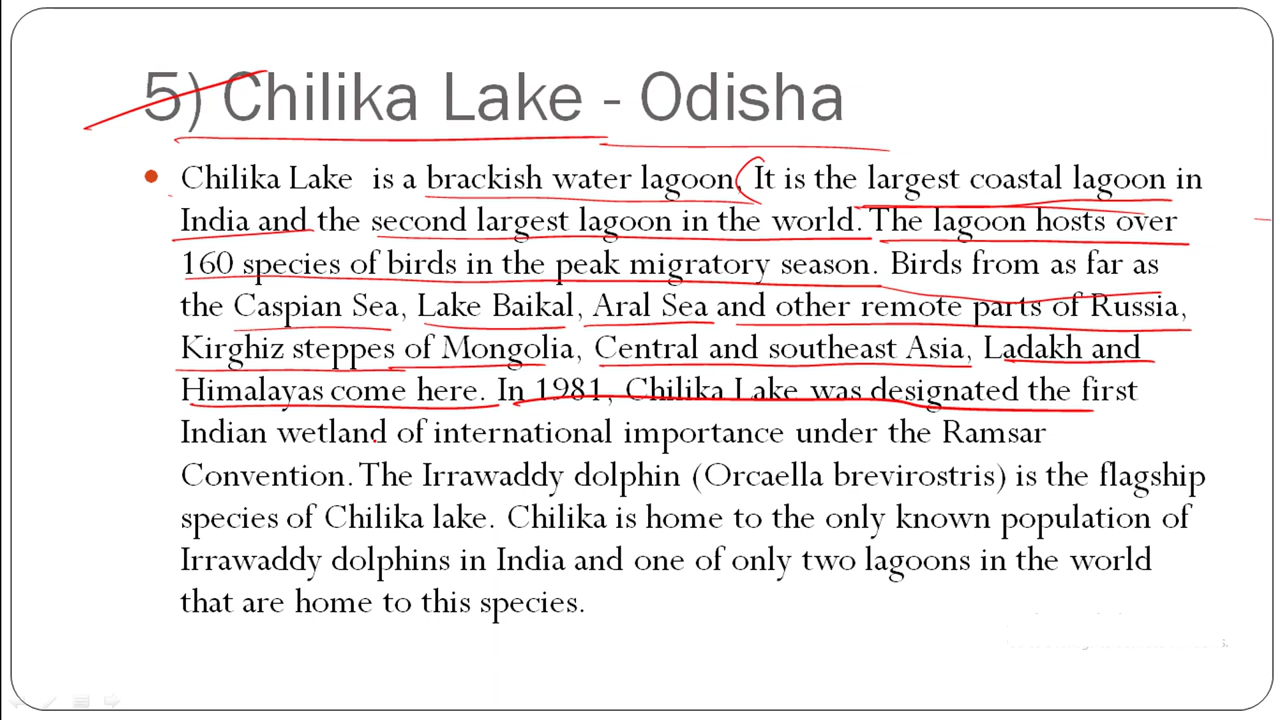 5) Chilika Lake - Odisha
Chilika Lake is a brackish water lagoon. It is the largest coastal lagoon in
India and the second largest lagoon in the world. The lagoon hosts over
160 species of birds in the peak migratory season. Birds from as far as
the Caspian Sea, Lake Baikal, Aral Sea and other remote parts of Russia,
Kirghiz steppes of Mongolia, Central and southeast Asia, Ladakh and
Himalayas come here. In 1981, Chilika Lake was designated the first
Indian wetland of international importance under the Ramsar
Convention. The Irrawaddy dolphin (Orcaella brevirostris) is the flagship
species of Chilika lake. Chilika is home to the only known population of
Irrawaddy dolphins in India and one of only two lagoons in the world
that are home to this species.